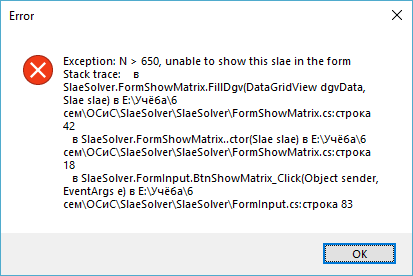 Error
Exception: N > 650, unable to show this slae in the form
Stack trace:    в
SlaeSolver.FormShowMatrix.FillDgv(DataGridView dgvData,
Slae slae) в E:\Учёба\6
сем\ОСиС\SlaeSolver\SlaeSolver\FormShowMatrix.cs:строка
42
в SlaeSolver.FormShowMatrix..ctor(Slae slae) в E:\Учёба\6
сем\ОСиС\SlaeSolver\SlaeSolver\FormShowMatrix.cs:строка
18
в SlaeSolver.FormInput.BtnShowMatrix_Click(Object sender,
EventArgs e) в E:\Учёба\6
сем\ОСиС\SlaeSolver\SlaeSolver\FormInput.cs:строка 83
OK